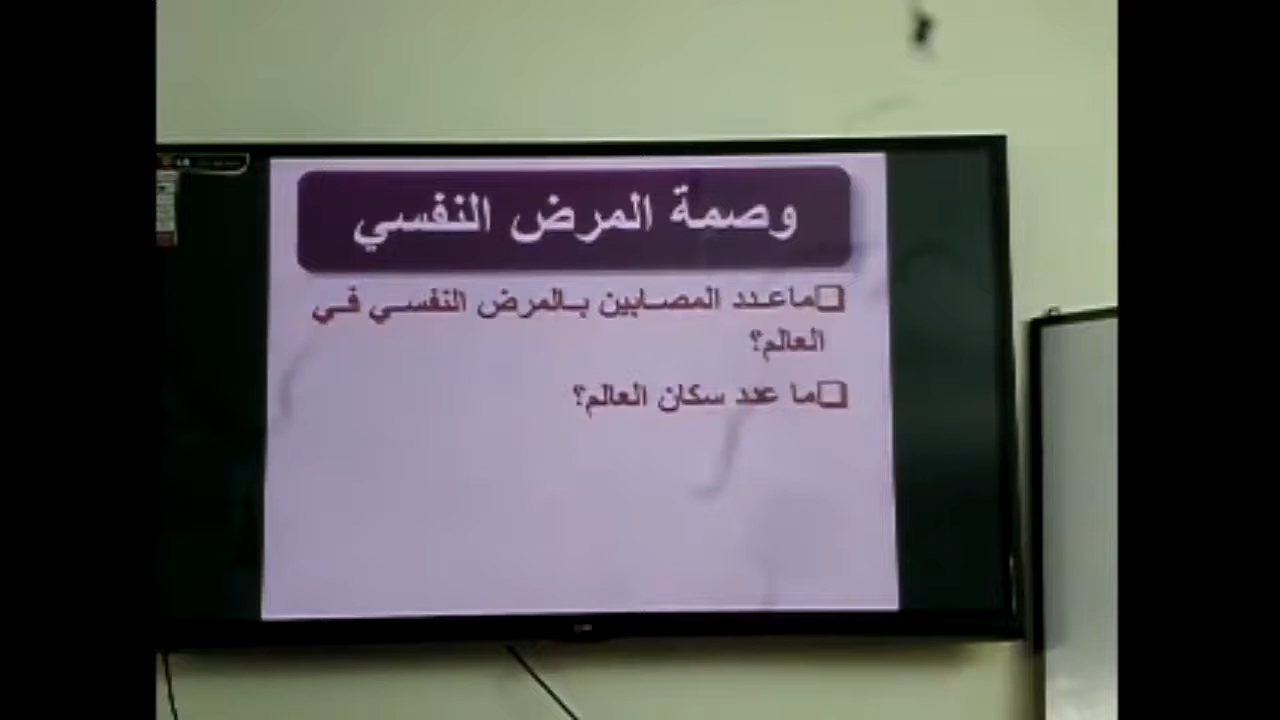 وصمة المرض النفسي
❑ماعدد المصابين بالمرض النفسي في
العالم؟
❑ما عدد سكان العالم؟